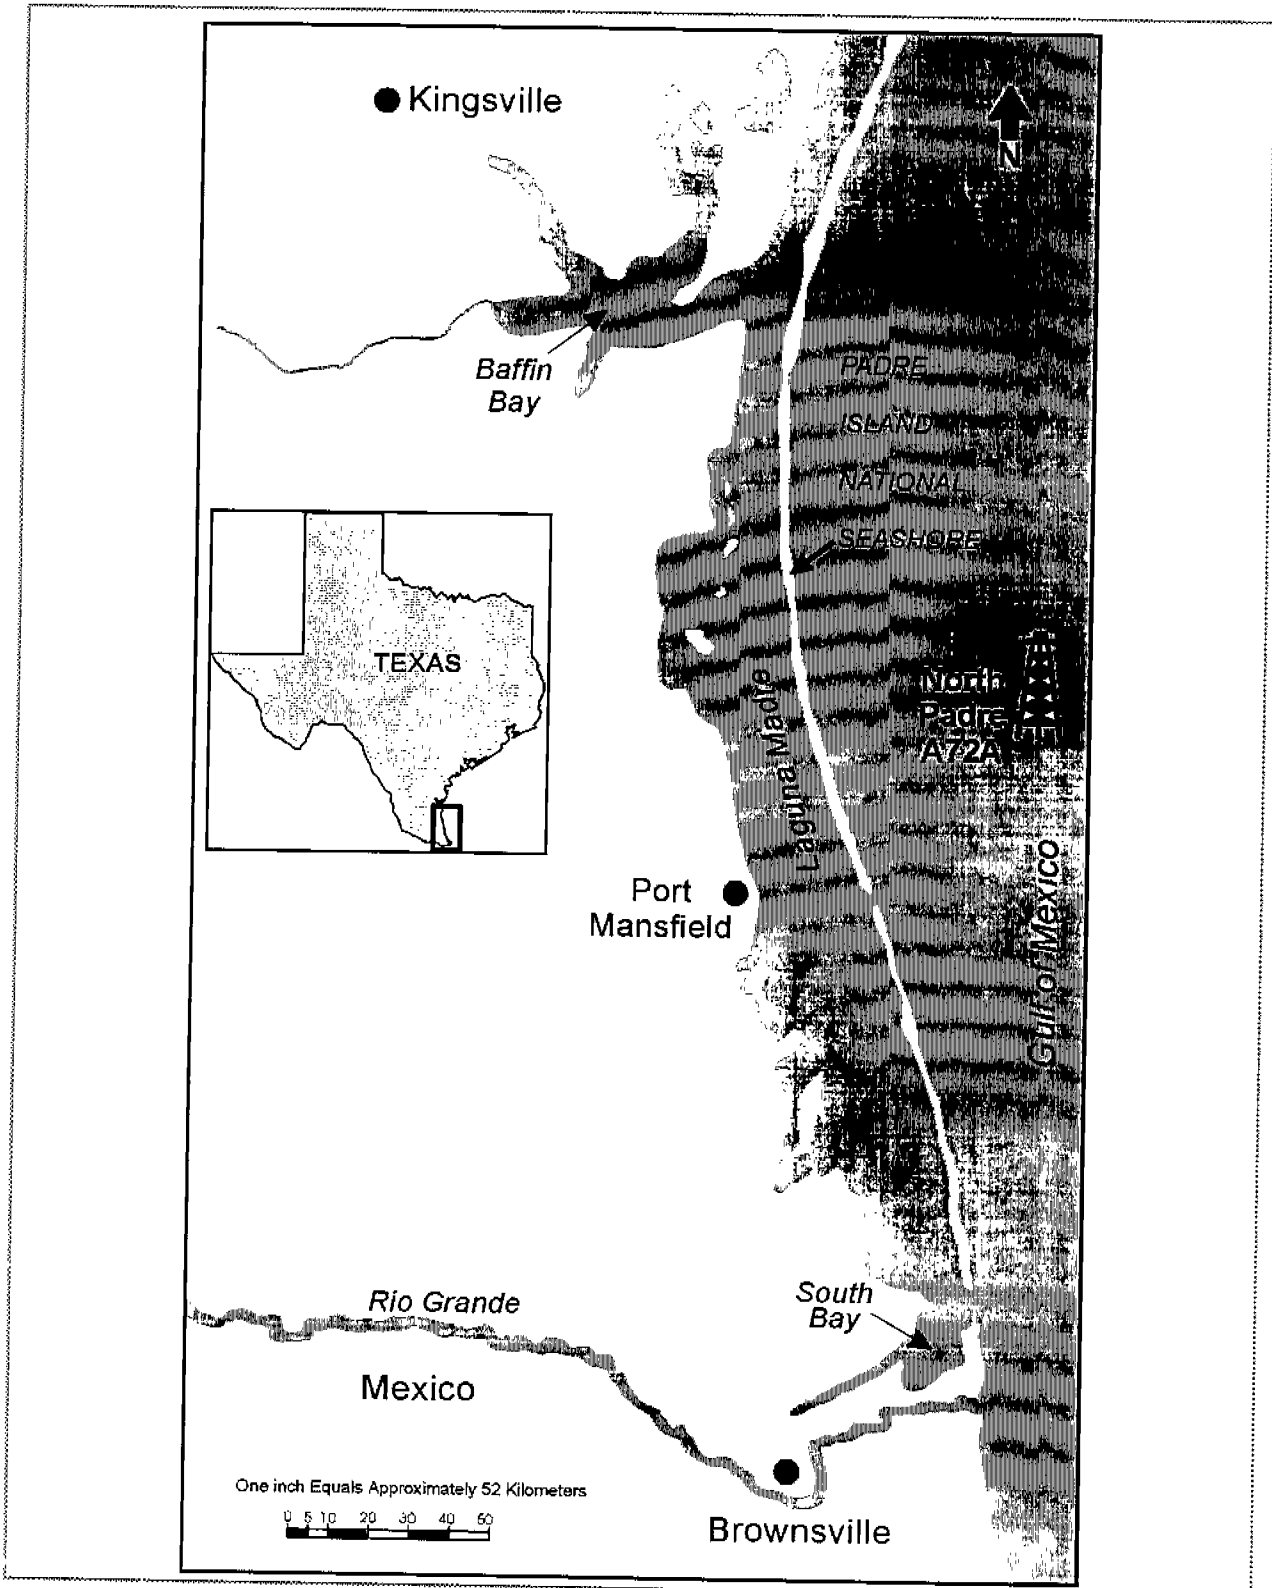 Kingsville
N
Baffin
Bay
PADRE
ISLAND
NATIONAL
SEASHORE
TEXAS
North
Padre
A72A
Laguna Madre
Port
Mansfield
Gulf of Mexico
Rio Grande
South
Bay
Mexico
One inch Equals Approximately 52 Kilometers
0 5 10 20 30 40 50
Brownsville